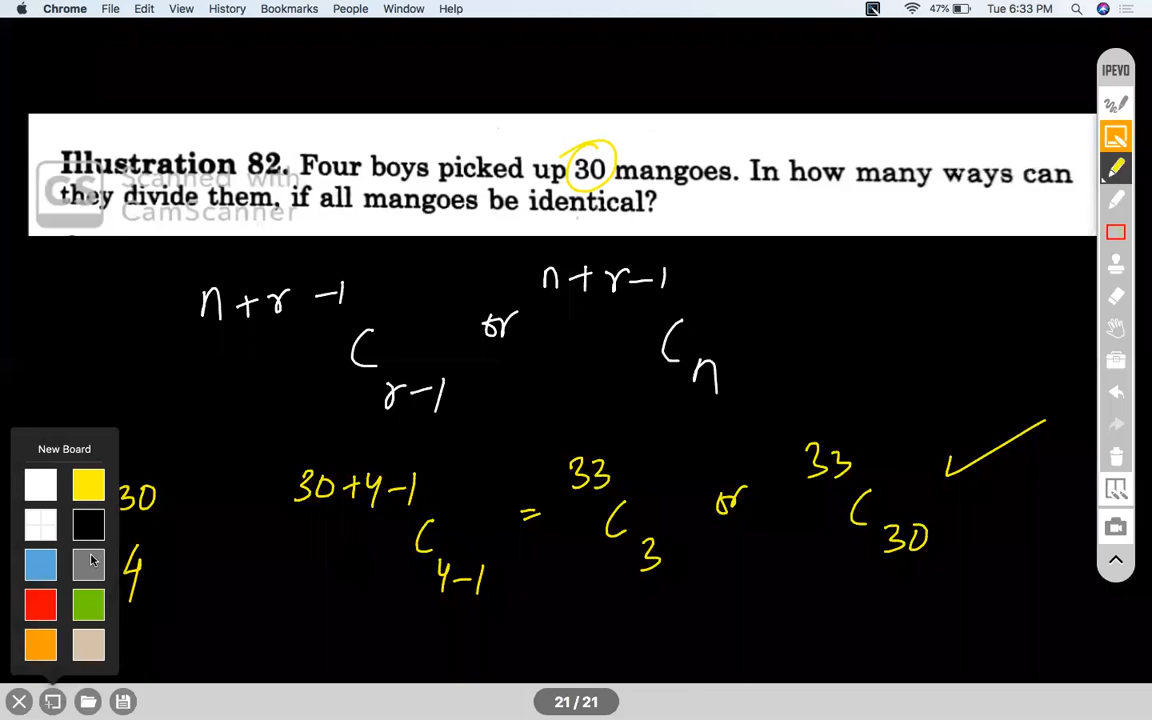 Chrome File Edit View History Bookmarks People Window Help 47% Tue 6:33 PM
IPEVO
Illustration 82. Four boys picked up 30 mangoes. In how many ways can
they divide them, if all mangoes be identical?
CS Scanned with
CamScanner
n+r-1 C r-1 or n+r-1 C n
New Board
30
4
30+4-1 C 4-1 = 33 C 3 or 33 C 30
21 / 21